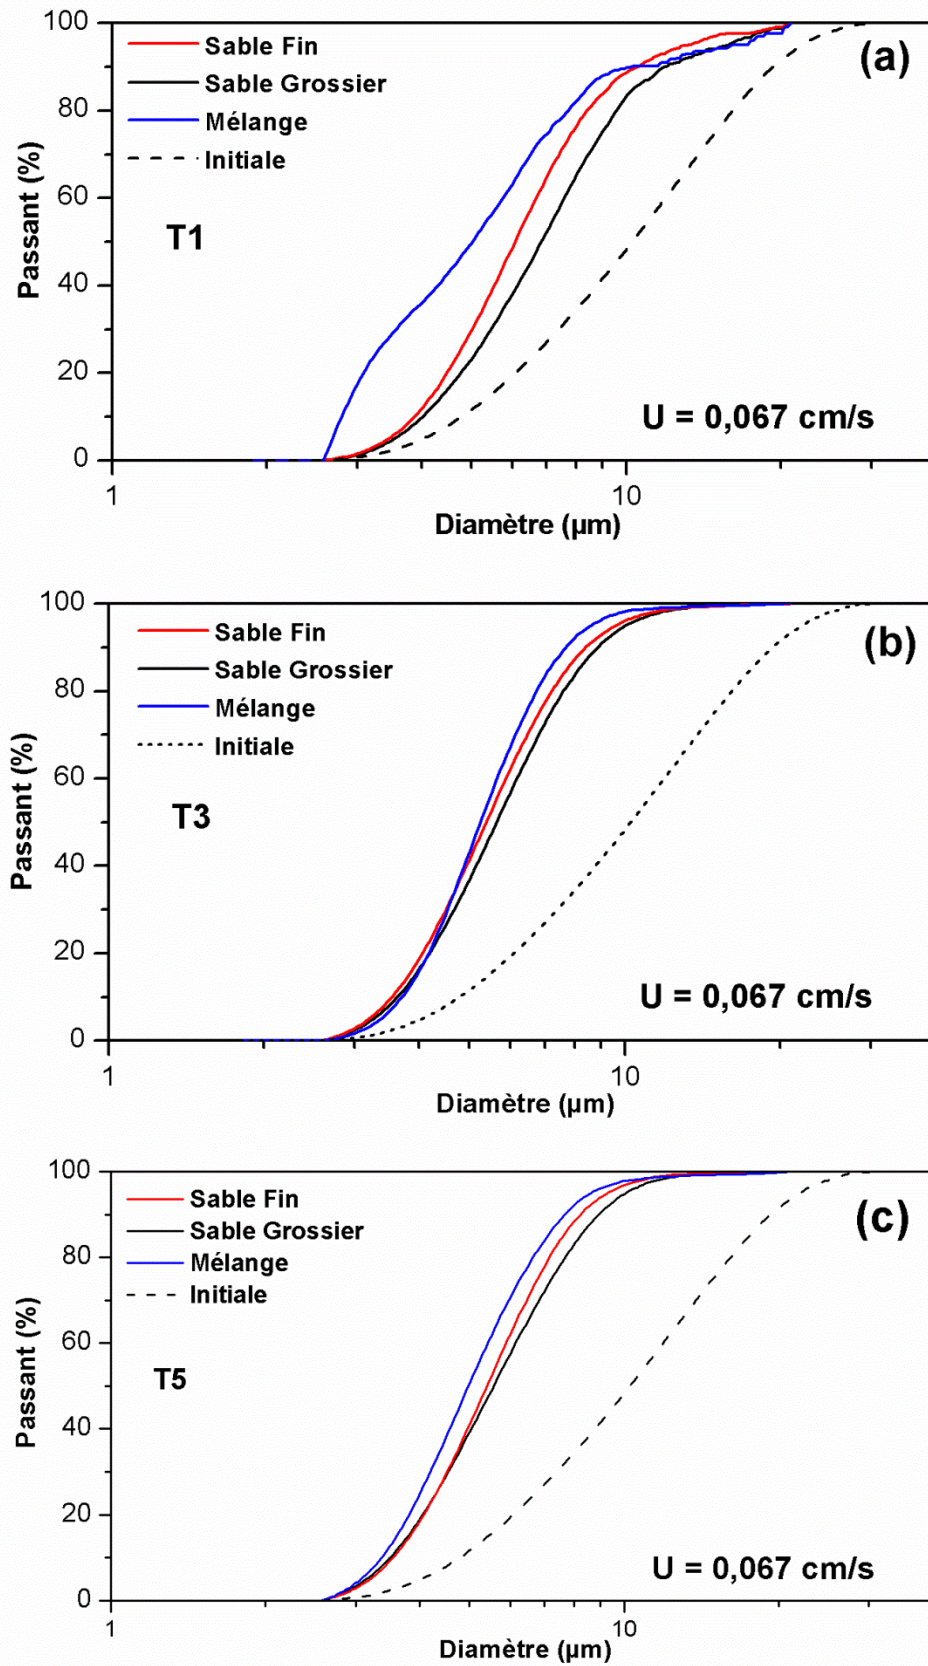 100
80
60
40
20
0
Passant (%)
Sable Fin
Sable Grossier
Mélange
Initiale
(a)
T1
U = 0,067 cm/s
1
10
Diamètre (µm)
100
80
60
40
20
0
Passant (%)
Sable Fin
Sable Grossier
Mélange
Initiale
(b)
T3
U = 0,067 cm/s
1
10
Diamètre (µm)
100
80
60
40
20
0
Passant (%)
Sable Fin
Sable Grossier
Mélange
Initiale
(c)
T5
U = 0,067 cm/s
1
10
Diamètre (µm)